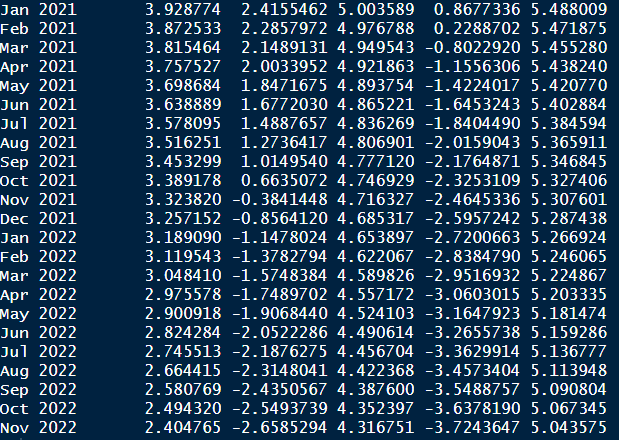 Jan 2021 3.928774 2.4155462 5.003589 0.8677336 5.488009
Feb 2021 3.872533 2.2857972 4.976788 0.2288702 5.471875
Mar 2021 3.815464 2.1489131 4.949543 -0.8022920 5.455280
Apr 2021 3.757527 2.0033952 4.921863 -1.1556306 5.438240
May 2021 3.698684 1.8471675 4.893754 -1.4224017 5.420770
Jun 2021 3.638889 1.6772030 4.865221 -1.6453243 5.402884
Jul 2021 3.578095 1.4887657 4.836269 -1.8404490 5.384594
Aug 2021 3.516251 1.2736417 4.806901 -2.0159043 5.365911
Sep 2021 3.453299 1.0149540 4.777120 -2.1764871 5.346845
Oct 2021 3.389178 0.6635072 4.746929 -2.3253109 5.327406
Nov 2021 3.323820 -0.3841448 4.716327 -2.4645336 5.307601
Dec 2021 3.257152 -0.8564120 4.685317 -2.5957242 5.287438
Jan 2022 3.189090 -1.1478024 4.653897 -2.7200663 5.266924
Feb 2022 3.119543 -1.3782794 4.622067 -2.8384790 5.246065
Mar 2022 3.048410 -1.5748384 4.589826 -2.9516932 5.224867
Apr 2022 2.975578 -1.7489702 4.557172 -3.0603015 5.203335
May 2022 2.900918 -1.9068440 4.524103 -3.1647923 5.181474
Jun 2022 2.824284 -2.0522286 4.490614 -3.2655738 5.159286
Jul 2022 2.745513 -2.1876275 4.456704 -3.3629914 5.136777
Aug 2022 2.664415 -2.3148041 4.422368 -3.4573404 5.113948
Sep 2022 2.580769 -2.4350567 4.387600 -3.5488757 5.090804
Oct 2022 2.494320 -2.5493739 4.352397 -3.6378190 5.067345
Nov 2022 2.404765 -2.6585294 4.316751 -3.7243647 5.043575